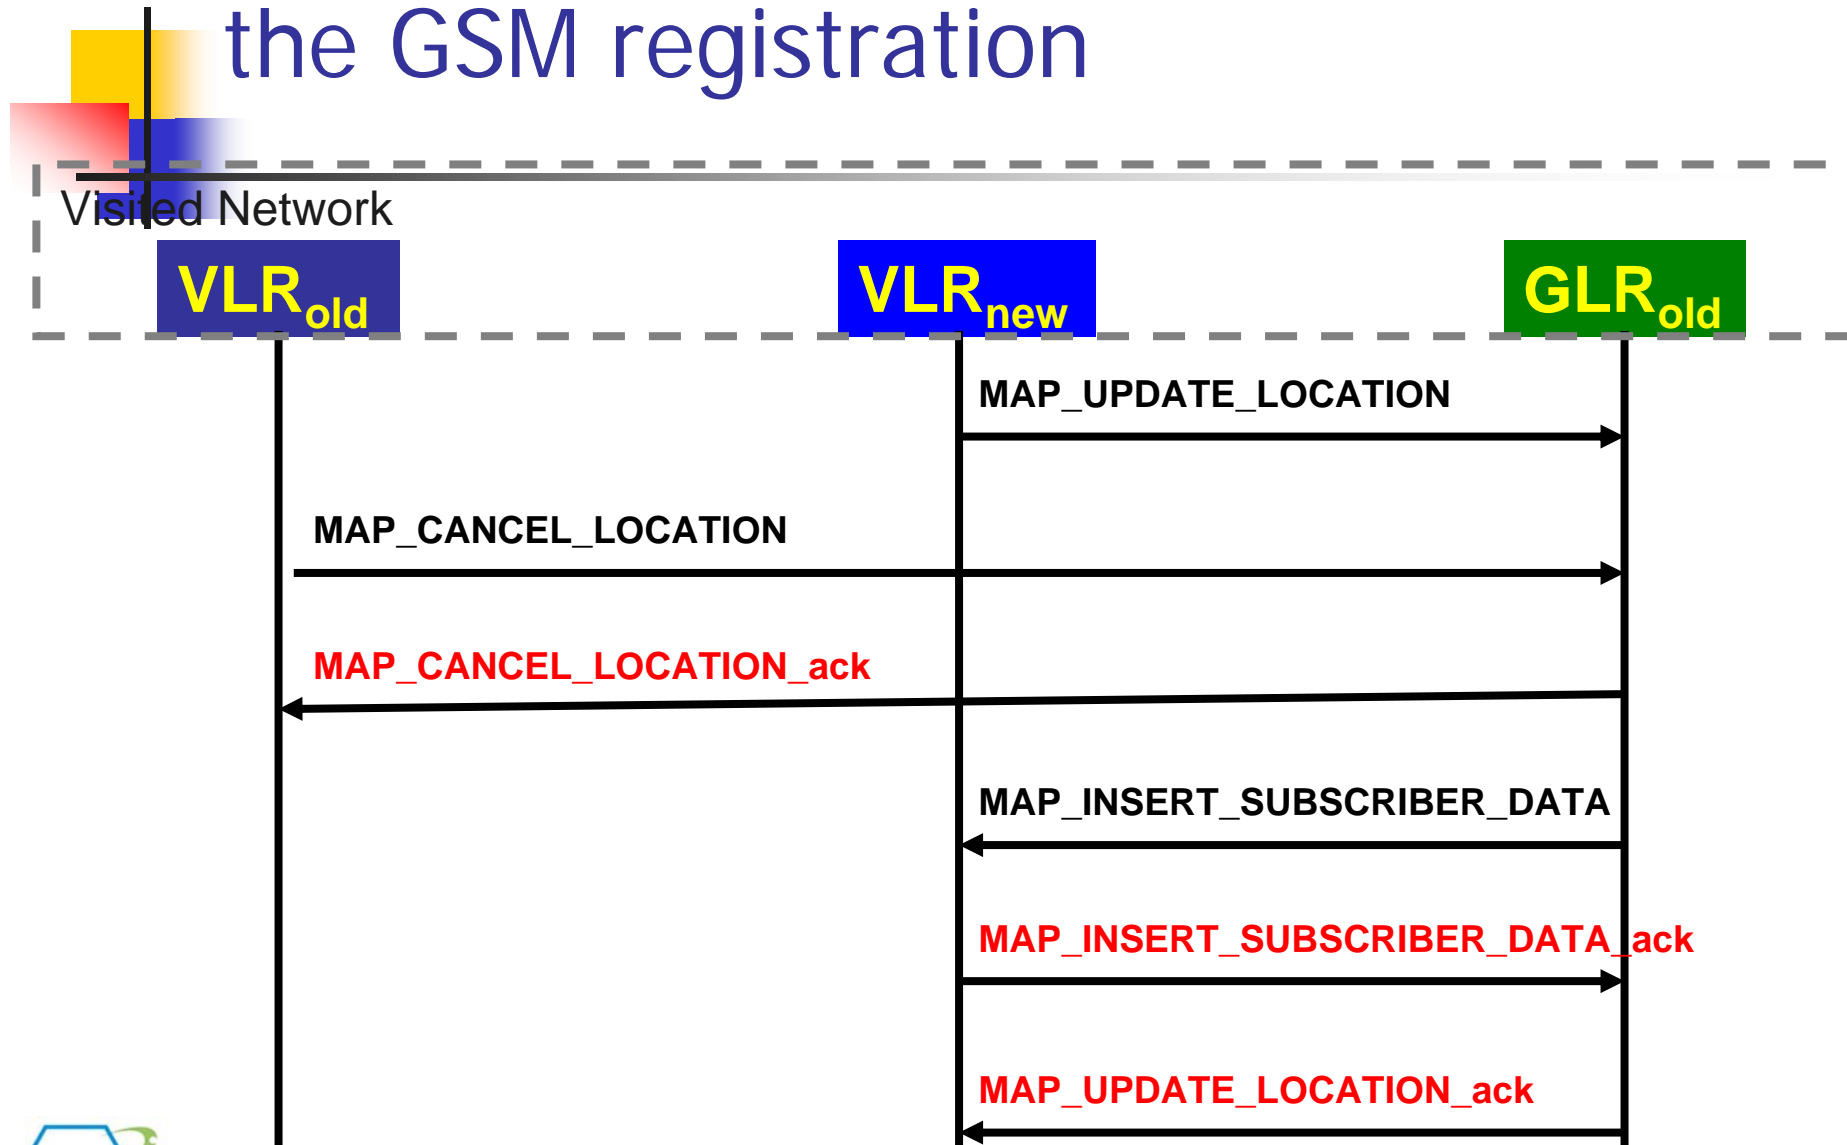 the GSM registration
Visited Network
VLRold
VLRnew
GLRold
MAP_UPDATE_LOCATION
MAP_CANCEL_LOCATION
MAP_CANCEL_LOCATION_ack
MAP_INSERT_SUBSCRIBER_DATA
MAP_INSERT_SUBSCRIBER_DATA_ack
MAP_UPDATE_LOCATION_ack